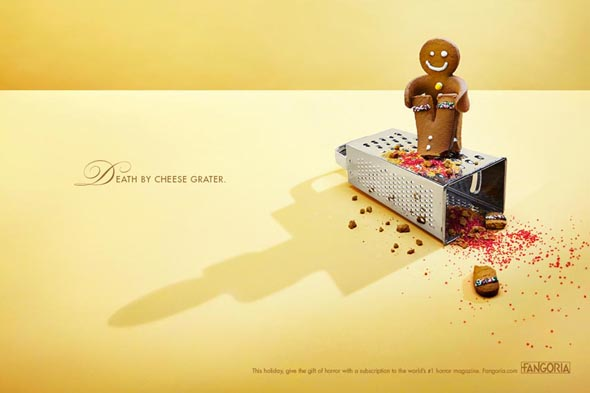 DEATH BY CHEESE GRATER.
This holiday, give the gift of horror with a subscription to the world's #1 horror magazine. Fangoria.com FANGORIA